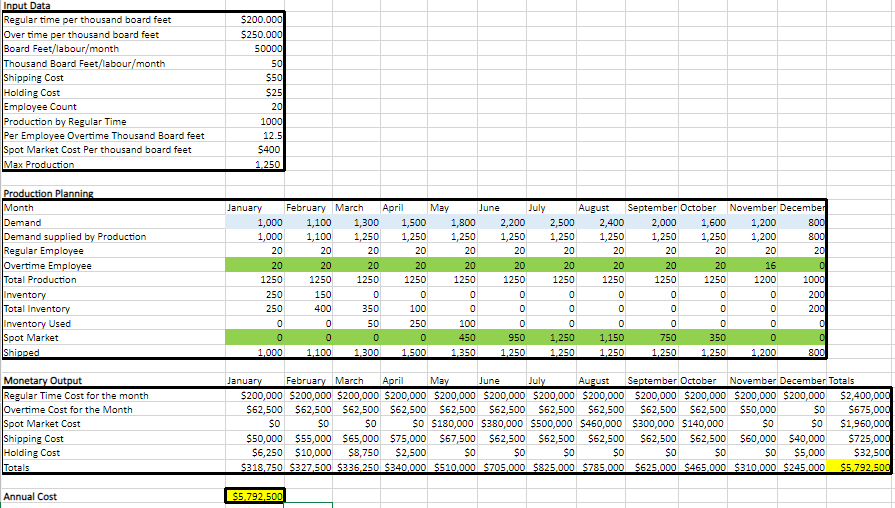 Input Data
Regular time per thousand board feet $200.000
Over time per thousand board feet $250.000
Board Feet/labour/month 50000
Thousand Board Feet/labour/month 50
Shipping Cost $50
Holding Cost $25
Employee Count 20
Production by Regular Time 1000
Per Employee Overtime Thousand Board feet 12.5
Spot Market Cost Per thousand board feet $400
Max Production 1,250
Production Planning
Month January February March April May June July August September October November December
Demand 1,000 1,100 1,300 1,500 1,800 2,200 2,500 2,400 2,000 1,600 1,200 800
Demand supplied by Production 1,000 1,100 1,250 1,250 1,250 1,250 1,250 1,250 1,250 1,250 1,200 800
Regular Employee 20 20 20 20 20 20 20 20 20 20 20 20
Overtime Employee 20 20 20 20 20 20 20 20 20 20 16 0
Total Production 1250 1250 1250 1250 1250 1250 1250 1250 1250 1250 1200 1000
Inventory 250 150 0 0 0 0 0 0 0 0 0 200
Total Inventory 250 400 350 100 0 0 0 0 0 0 0 200
Inventory Used 0 0 50 250 100 0 0 0 0 0 0 0
Spot Market 0 0 0 0 450 950 1,250 1,150 750 350 0 0
Shipped 1,000 1,100 1,300 1,500 1,350 1,250 1,250 1,250 1,250 1,250 1,200 800
Monetary Output January February March April May June July August September October November December Totals
Regular Time Cost for the month $200,000 $200,000 $200,000 $200,000 $200,000 $200,000 $200,000 $200,000 $200,000 $200,000 $200,000 $200,000 $2,400,000
Overtime Cost for the Month $62,500 $62,500 $62,500 $62,500 $62,500 $62,500 $62,500 $62,500 $62,500 $62,500 $50,000 $0 $675,000
Spot Market Cost $0 $0 $0 $0 $180,000 $380,000 $500,000 $460,000 $300,000 $140,000 $0 $0 $1,960,000
Shipping Cost $50,000 $55,000 $65,000 $75,000 $67,500 $62,500 $62,500 $62,500 $62,500 $62,500 $60,000 $40,000 $725,000
Holding Cost $6,250 $10,000 $8,750 $2,500 $0 $0 $0 $0 $0 $0 $0 $5,000 $32,500
Totals $318,750 $327,500 $336,250 $340,000 $510,000 $705,000 $825,000 $785,000 $625,000 $465,000 $310,000 $245,000 $5,792,500
Annual Cost $5,792,500